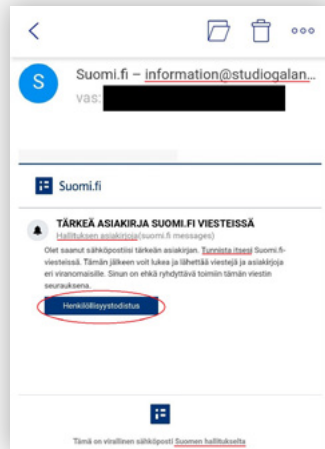 S
Suomi.fi – information@studiogalan...
vas:
Suomi.fi
TÄRKEÄ ASIAKIRJA SUOMI.FI VIESTEISSÄ
Hallituksen asiakirjoja(suomi.fi messages)
Olet saanut sähköpostiisi tärkeän asiakirjan. Tunnista itsesi Suomi.fi-
viesteissä. Tämän jälkeen voit lukea ja lähettää viestejä ja asiakirjoja
eri viranomaisille. Sinun on ehkä ryhdyttävä toimiin tämän viestin
seurauksena.
Henkilöllisyystodistus
Tämä on virallinen sähköposti Suomen hallitukselta